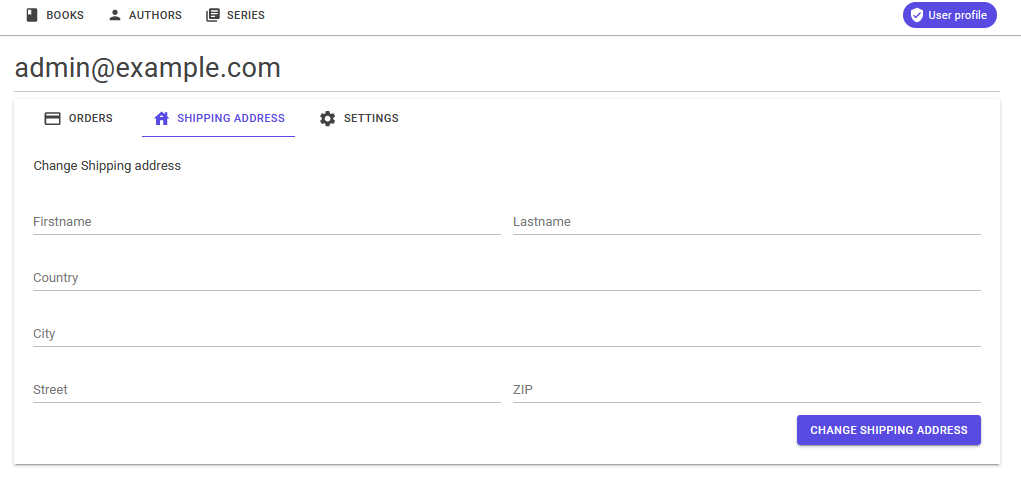 BOOKS AUTHORS SERIES User profile
admin@example.com
ORDERS SHIPPING ADDRESS SETTINGS
Change Shipping address
Firstname Lastname
Country
City
Street ZIP
CHANGE SHIPPING ADDRESS